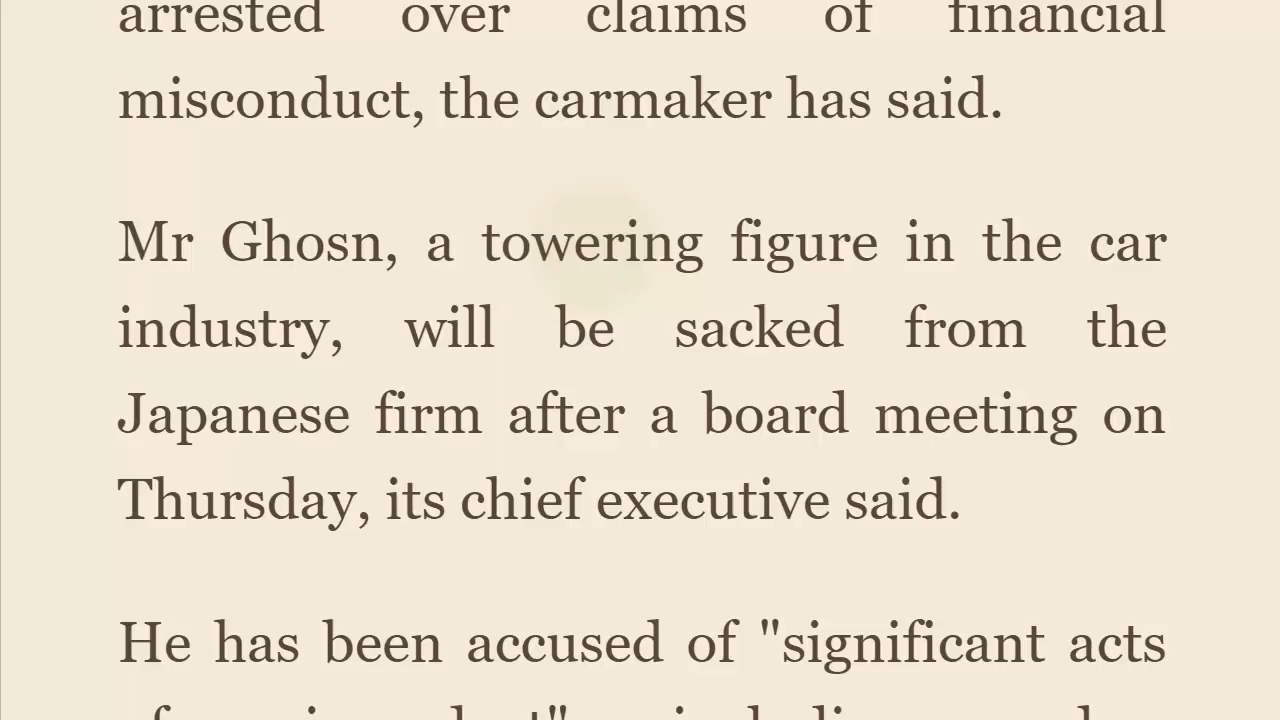 arrested over claims of financial
misconduct, the carmaker has said.
Mr Ghosn, a towering figure in the car
industry, will be sacked from the
Japanese firm after a board meeting on
Thursday, its chief executive said.
He has been accused of "significant acts